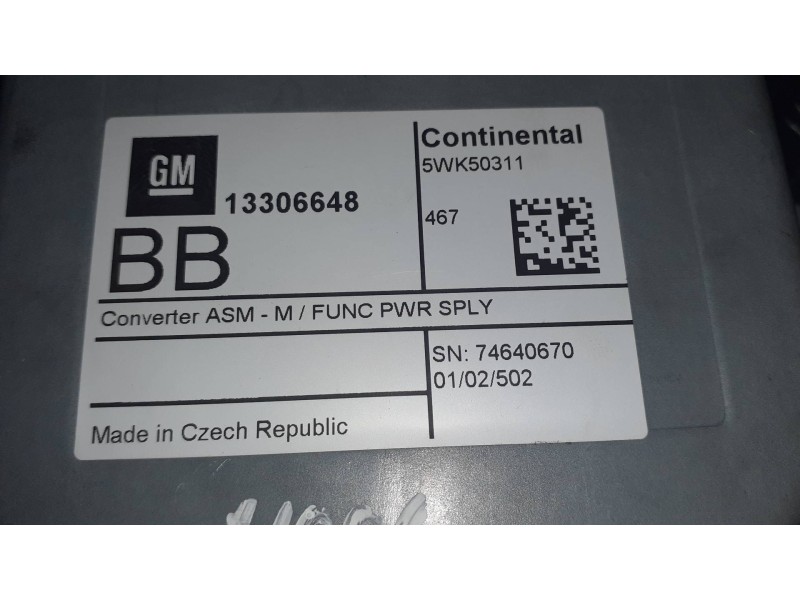 GM
13306648
BB
Continental
5WK50311
467
Converter ASM - M / FUNC PWR SPLY
SN: 74640670
01/02/502
Made in Czech Republic